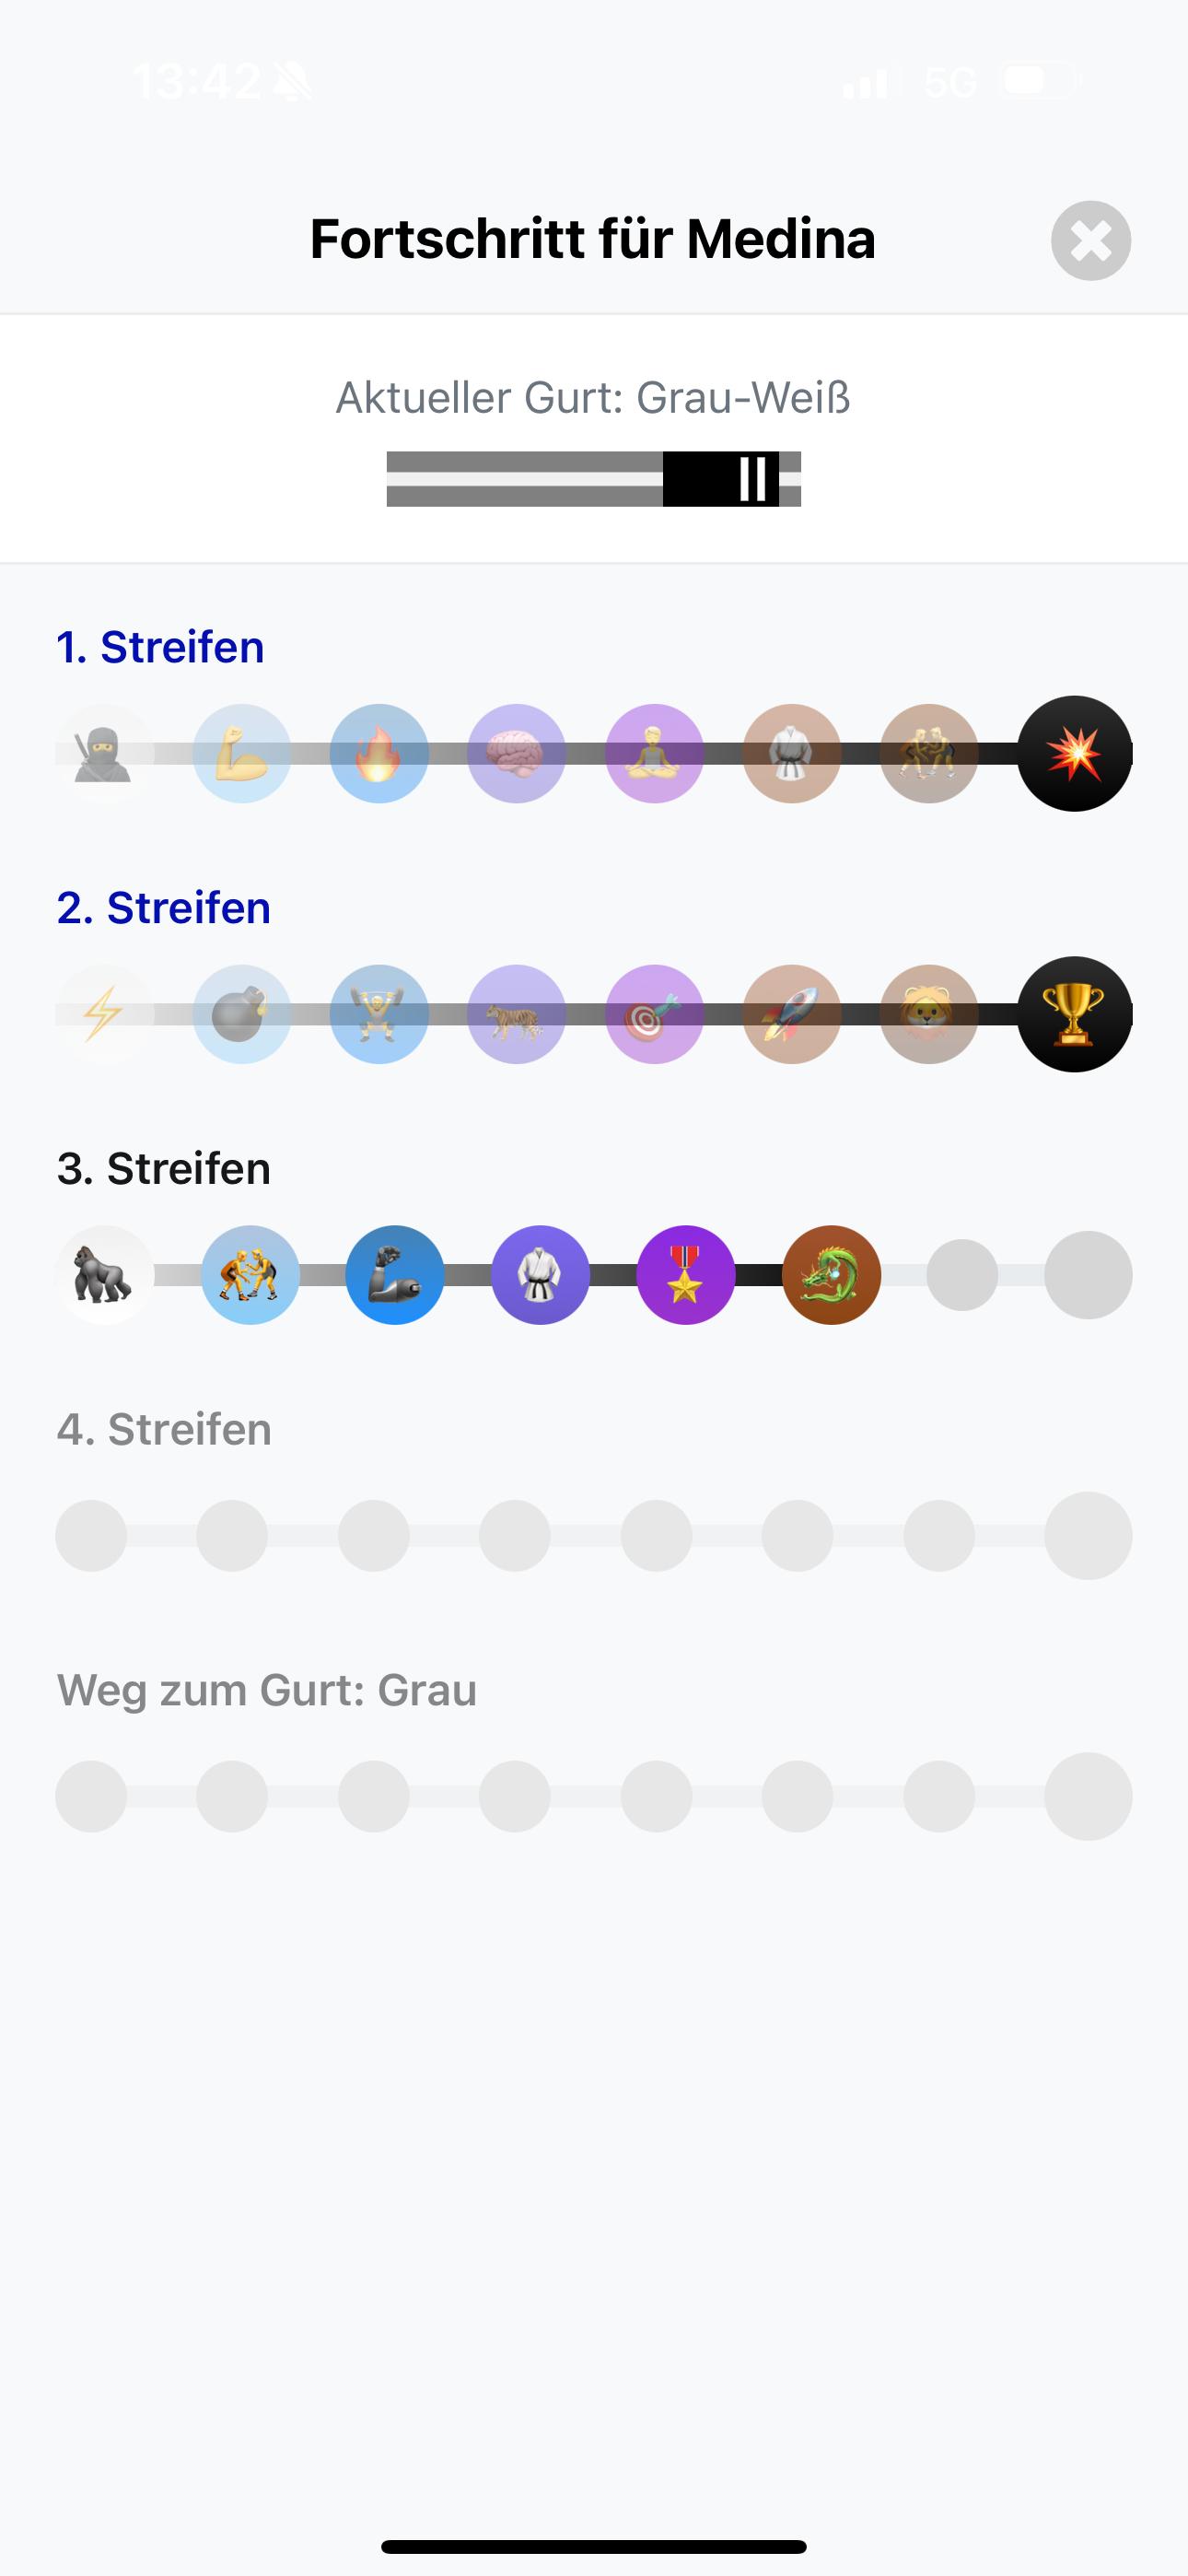 13:42 5G
Fortschritt für Medina
Aktueller Gurt: Grau-Weiß
1. Streifen
2. Streifen
3. Streifen
4. Streifen
Weg zum Gurt: Grau